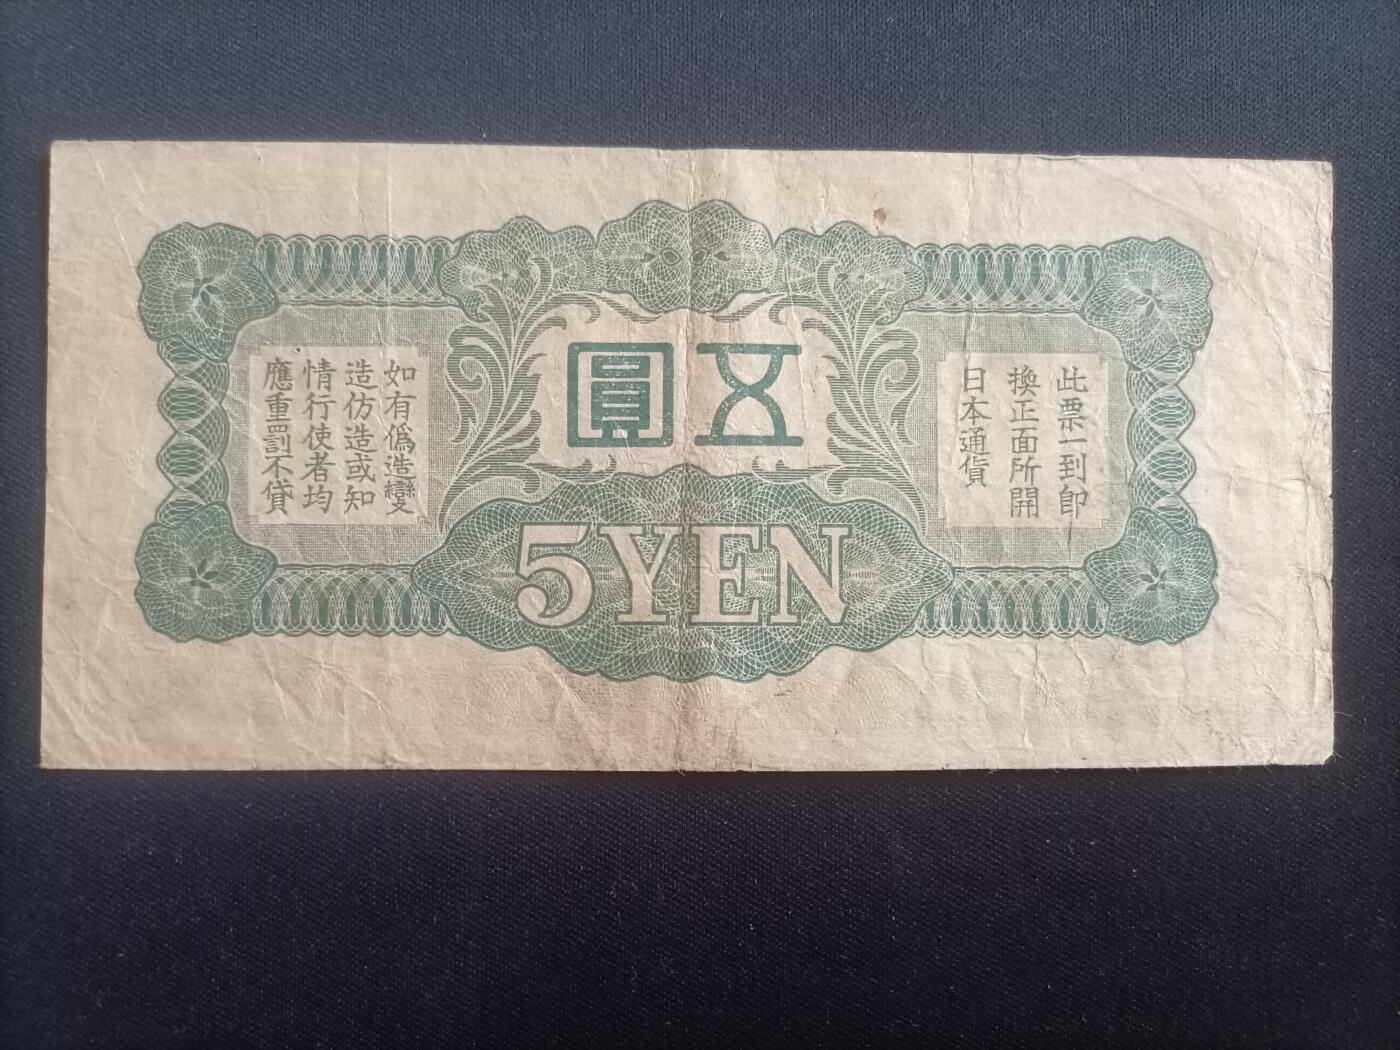 五圓
此票一到卽
換正面所開
日本通貨
如有僞造變
造仿造或知
情行使者均
應重罰不貸
5YEN